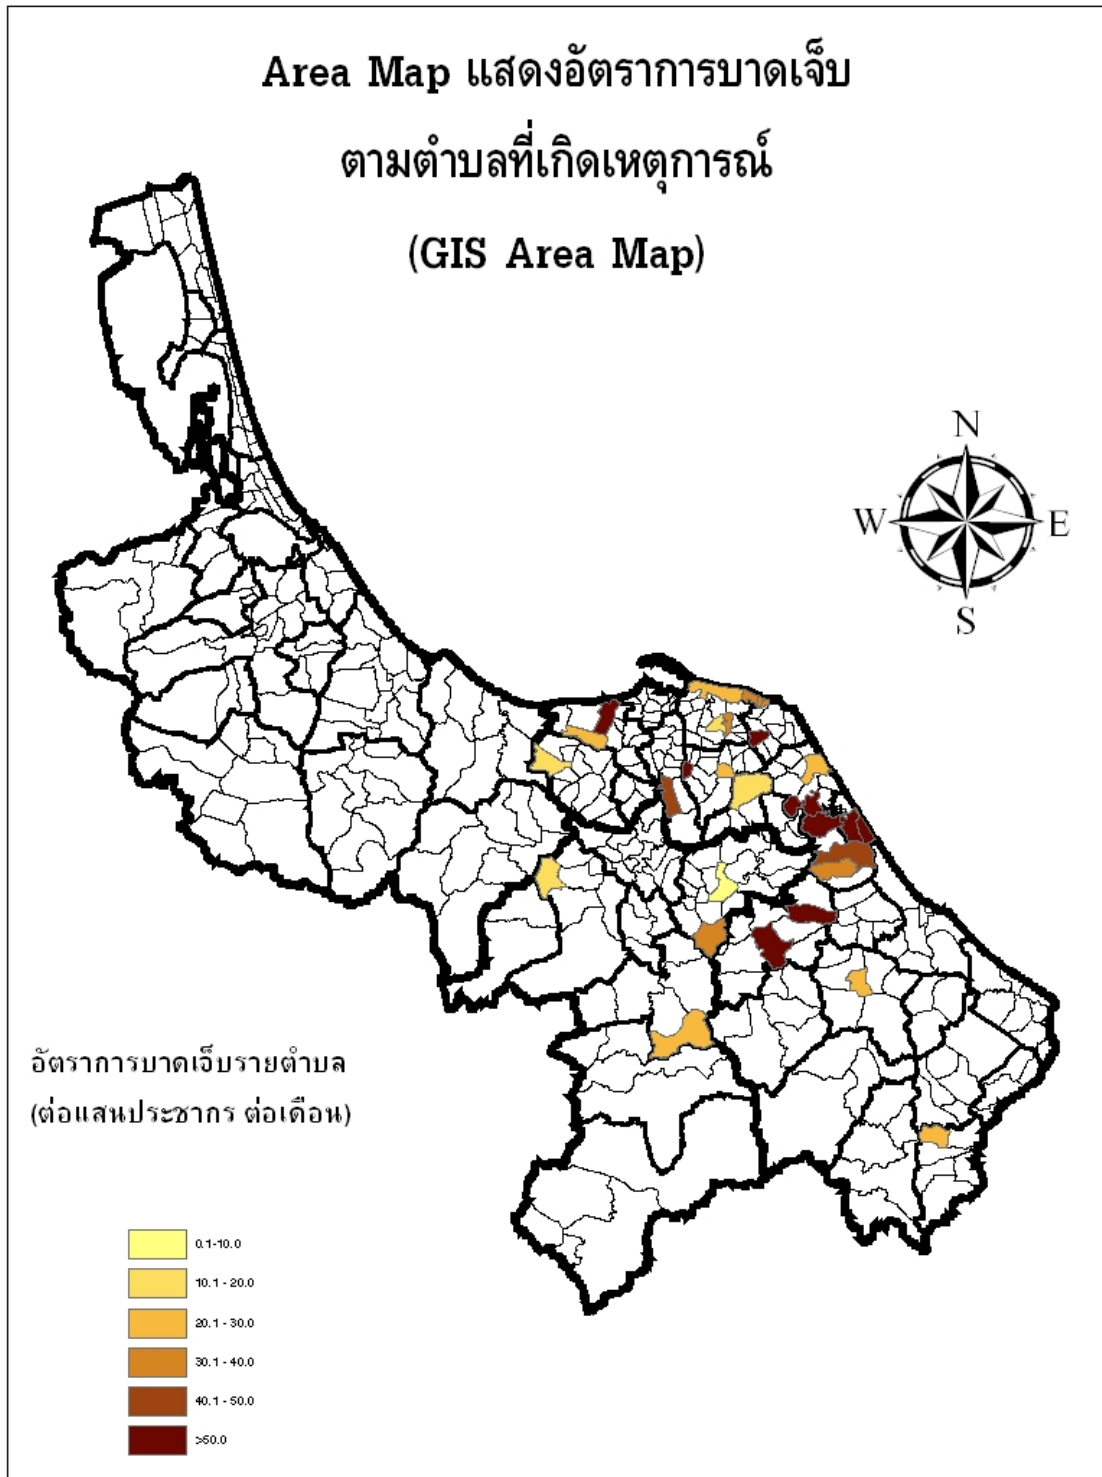 Area Map แสดงอัตราการบาดเจ็บ
ตามตำบลที่เกิดเหตุการณ์
(GIS Area Map)
N
W
E
S
อัตราการบาดเจ็บรายตำบล
(ต่อแสนประชากร ต่อเดือน)
0.1-10.0
10.1 - 20.0
20.1 - 30.0
30.1 - 40.0
40.1 - 50.0
>50.0